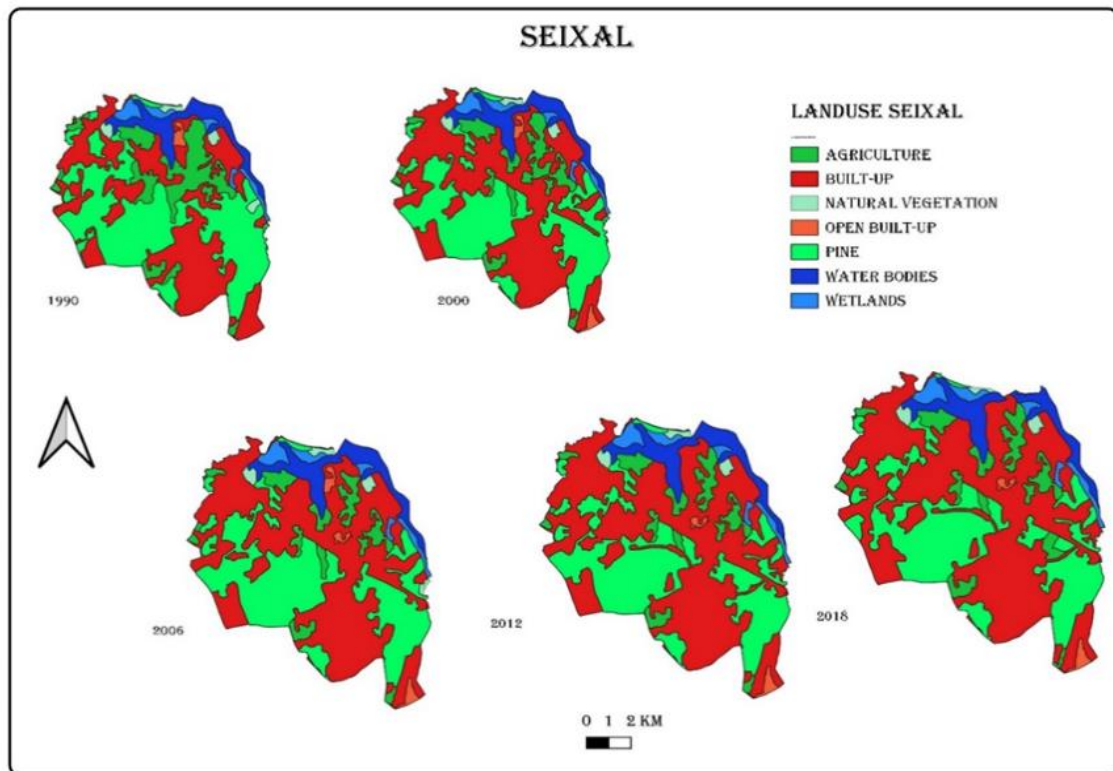 SEIXAL
LANDUSE SEIXAL
AGRICULTURE
BUILT-UP
NATURAL VEGETATION
OPEN BUILT-UP
PINE
WATER BODIES
WETLANDS
1990
2000
2006
2012
2018
0 1 2 KM